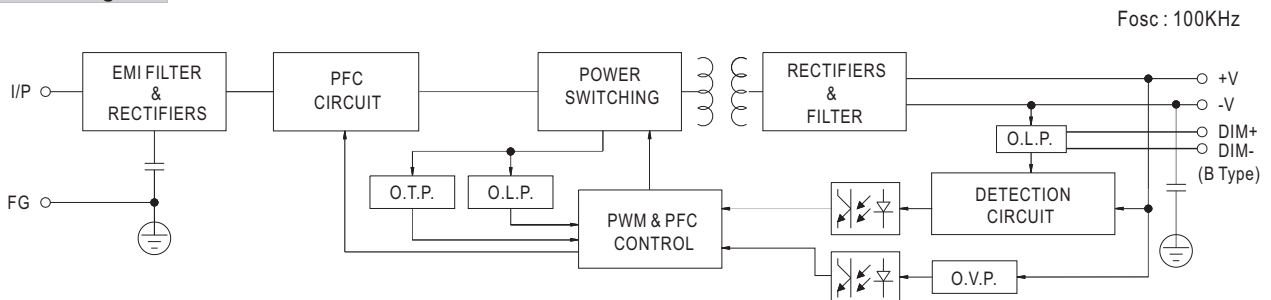 Fosc : 100KHz
I/P
EMI FILTER
&
RECTIFIERS
PFC
CIRCUIT
POWER
SWITCHING
RECTIFIERS
&
FILTER
+V
-V
DIM+
DIM-
(B Type)
O.L.P.
FG
O.T.P.
O.L.P.
PWM & PFC
CONTROL
DETECTION
CIRCUIT
O.V.P.